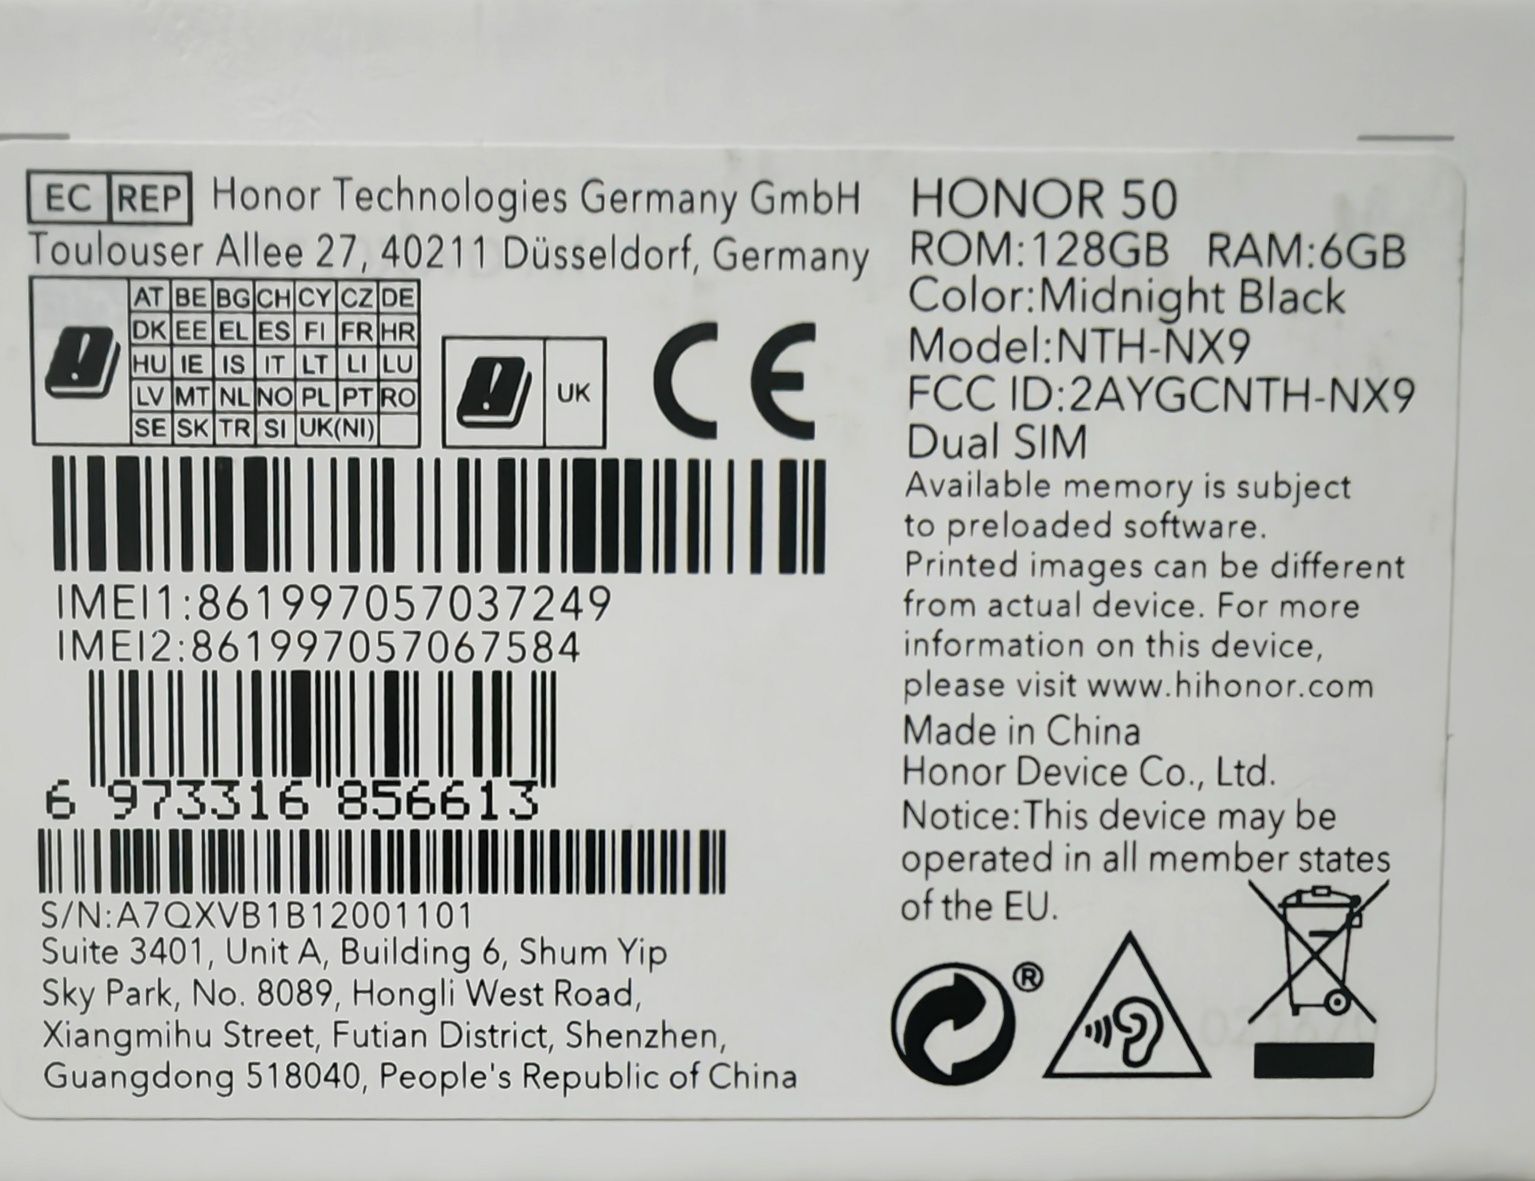 EC REP Honor Technologies Germany GmbH
Toulouser Allee 27, 40211 Düsseldorf, Germany
AT BE BG CH CY CZ DE
DK EE EL ES FI FR HR
HU IE IS IT LT LI LU
LV MT NL NO PL PT RO
SE SK TR SI UK(NI)
UK
CE
IMEI1:861997057037249
IMEI2:861997057067584
6 973316 856613
S/N:A7QXVB1B12001101
Suite 3401, Unit A, Building 6, Shum Yip
Sky Park, No. 8089, Hongli West Road,
Xiangmihu Street, Futian District, Shenzhen,
Guangdong 518040, People's Republic of China
HONOR 50
ROM:128GB RAM:6GB
Color:Midnight Black
Model:NTH-NX9
FCC ID:2AYGCNTH-NX9
Dual SIM
Available memory is subject
to preloaded software.
Printed images can be different
from actual device. For more
information on this device,
please visit www.hihonor.com
Made in China
Honor Device Co., Ltd.
Notice:This device may be
operated in all member states
of the EU.
®